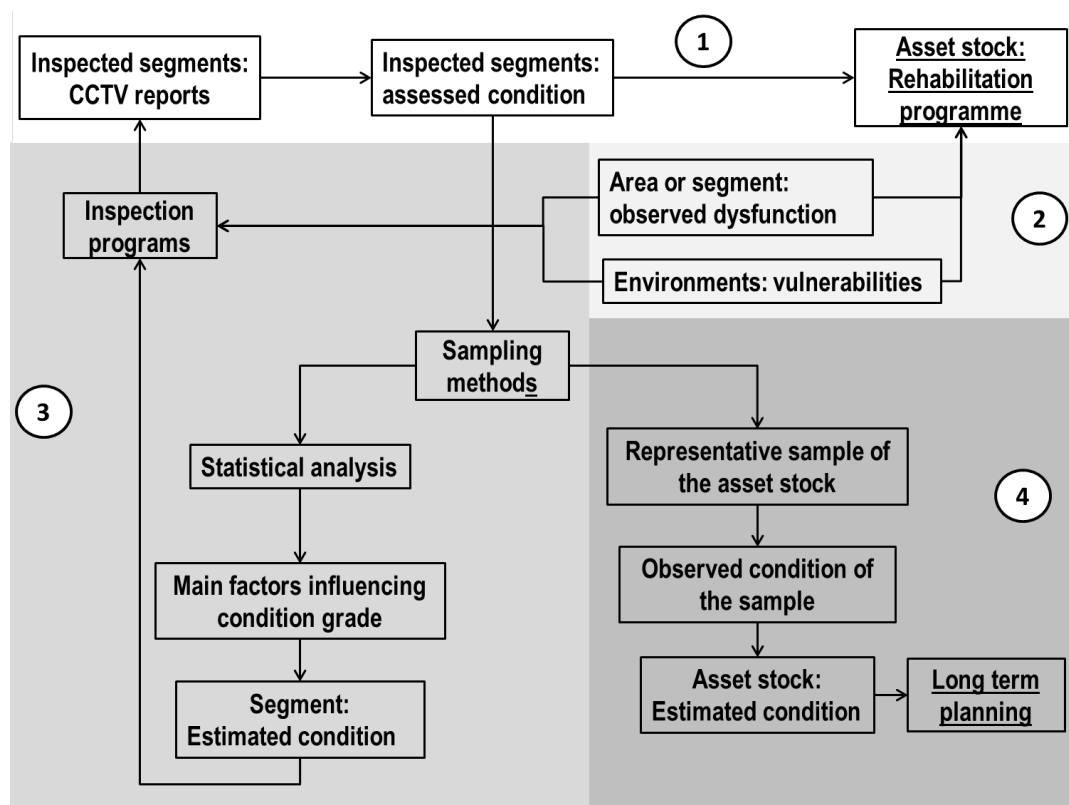 1
Inspected segments:
CCTV reports
Inspected segments:
assessed condition
Asset stock:
Rehabilitation
programme
Inspection
programs
Area or segment:
observed dysfunction
2
Environments: vulnerabilities
Sampling
methods
3
Statistical analysis
Representative sample of
the asset stock
4
Main factors influencing
condition grade
Observed condition of
the sample
Segment:
Estimated condition
Asset stock:
Estimated condition
Long term
planning